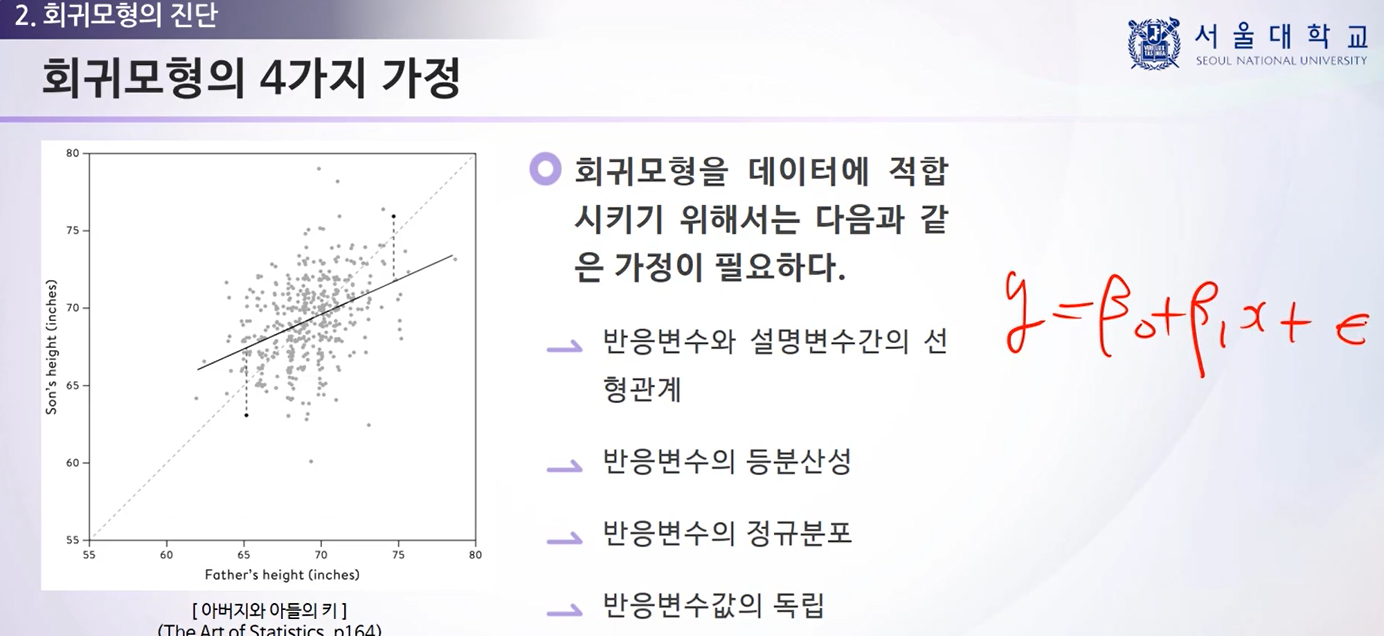 2. 회귀모형의 진단
서 울 대 학 교
SEOUL NATIONAL UNIVERSITY
회귀모형의 4가지 가정
80
75
70
65
60
55
55 60 65 70 75 80
Son's height (inches)
Father's height (inches)
[ 아버지와 아들의 키 ]
(The Art of Statistics, p164)
회귀모형을 데이터에 적합
시키기 위해서는 다음과 같
은 가정이 필요하다.
반응변수와 설명변수간의 선
형관계
반응변수의 등분산성
반응변수의 정규분포
반응변수값의 독립
y = β₀ + β₁ x + ϵ